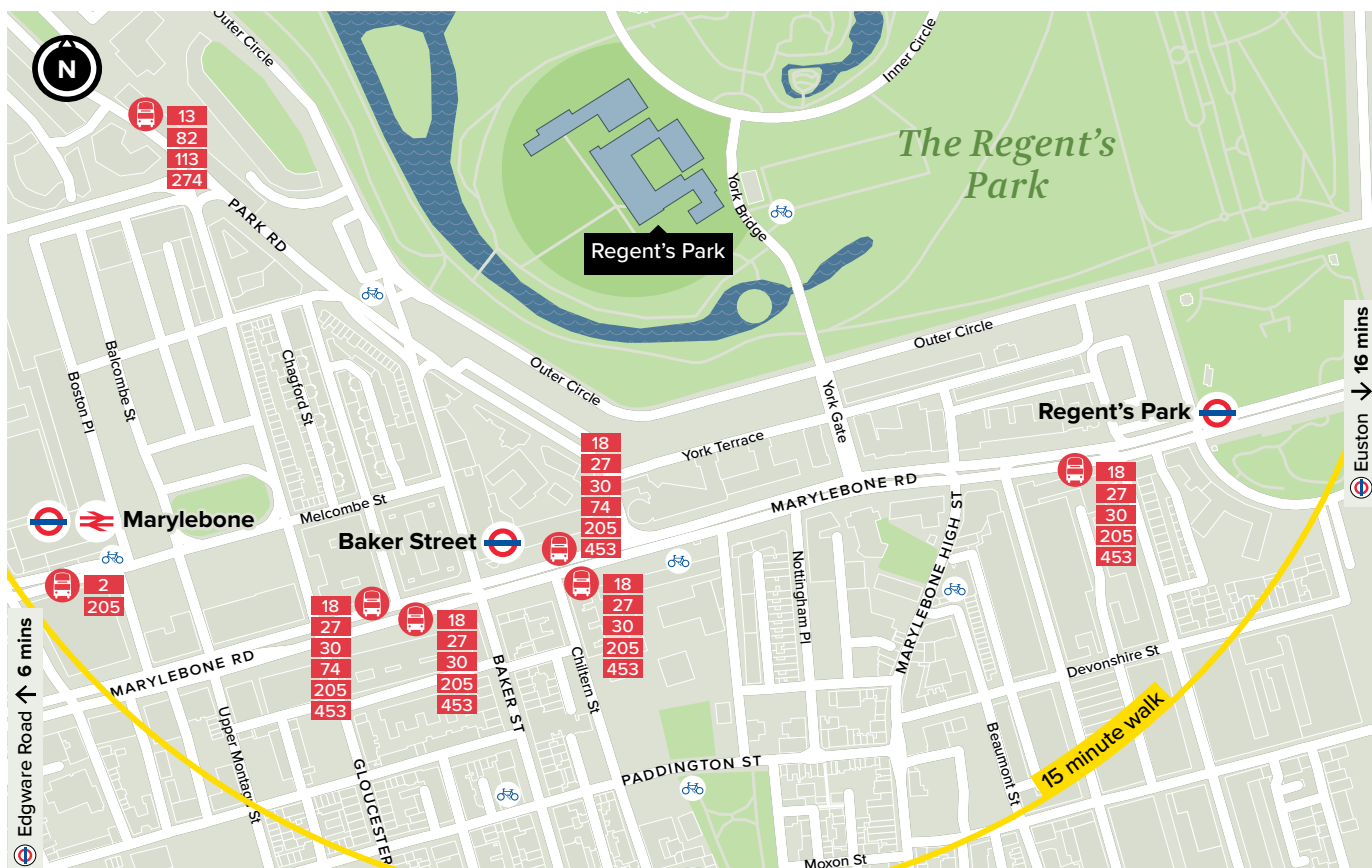 Outer Circle
N
13
82
113
274
PARK RD
Inner Circle
The Regent's
Park
York Bridge
Regent's Park
Outer Circle
Outer Circle
Balcombe St
Boston Pl
Chagford St
York Gate
York Terrace
Regent's Park
Euston ↓ 16 mins
18
27
30
74
205
453
MARYLEBONE RD
18
27
30
205
453
Melcombe St
Marylebone
Baker Street
2
205
MARYLEBONE HIGH ST
Nottingham Pl
18
27
30
74
205
453
18
27
30
205
453
18
27
30
205
453
Edgware Road ↑ 6 mins
MARYLEBONE RD
Upper Montagu St
GLOUCESTER
BAKER ST
Chiltern St
Devonshire St
Beaumont St
15 minute walk
PADDINGTON ST
Moxon St